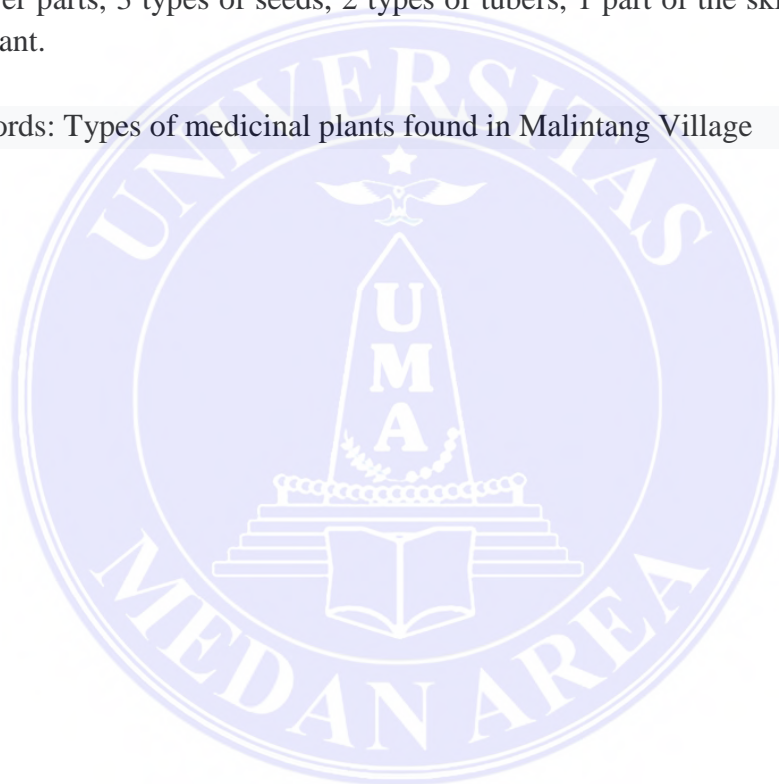 er parts, 3 types of seeds, 2 types of tubers, 1 part of the
ant.
ords: Types of medicinal plants found in Malintang Village
UNIVERSITAS
UMA
MEDAN AREA